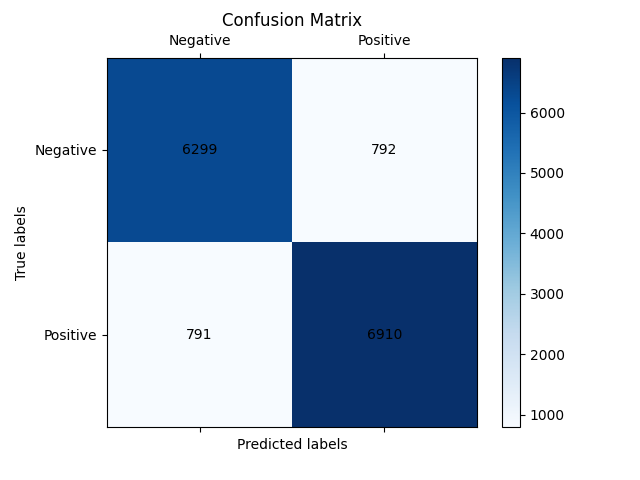 Confusion Matrix
Negative Positive
6000
Negative 6299 792
5000
4000
True labels
3000
Positive 791 6910
2000
1000
Predicted labels